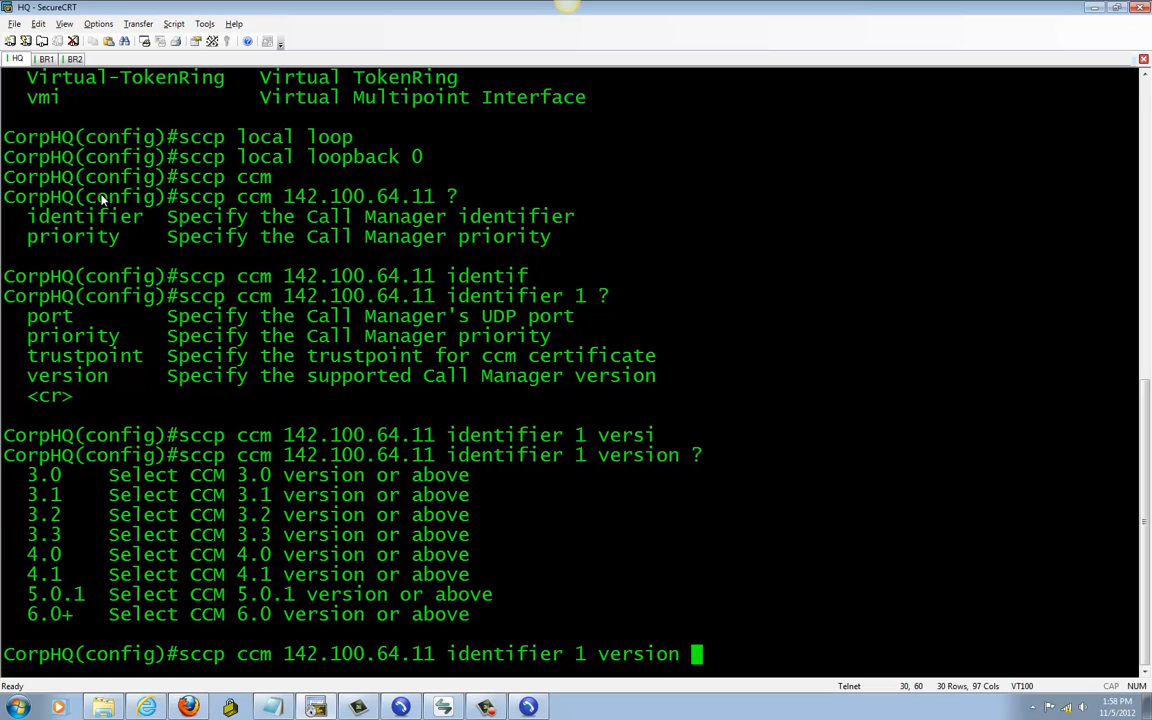 HQ - SecureCRT
File Edit View Options Transfer Script Tools Help
HQ BR1 BR2
Virtual-TokenRing Virtual TokenRing
vmi Virtual Multipoint Interface
CorpHQ(config)#sccp local loop
CorpHQ(config)#sccp local loopback 0
CorpHQ(config)#sccp ccm
CorpHQ(config)#sccp ccm 142.100.64.11 ?
identifier Specify the Call Manager identifier
priority Specify the Call Manager priority
CorpHQ(config)#sccp ccm 142.100.64.11 identif
CorpHQ(config)#sccp ccm 142.100.64.11 identifier 1 ?
port Specify the Call Manager's UDP port
priority Specify the Call Manager priority
trustpoint Specify the trustpoint for ccm certificate
version Specify the supported Call Manager version
<cr>
CorpHQ(config)#sccp ccm 142.100.64.11 identifier 1 versi
CorpHQ(config)#sccp ccm 142.100.64.11 identifier 1 version ?
3.0 Select CCM 3.0 version or above
3.1 Select CCM 3.1 version or above
3.2 Select CCM 3.2 version or above
3.3 Select CCM 3.3 version or above
4.0 Select CCM 4.0 version or above
4.1 Select CCM 4.1 version or above
5.0.1 Select CCM 5.0.1 version or above
6.0+ Select CCM 6.0 version or above
CorpHQ(config)#sccp ccm 142.100.64.11 identifier 1 version
Ready Telnet 30, 60 30 Rows, 97 Cols VT100 CAP NUM
1:58 PM
11/5/2012